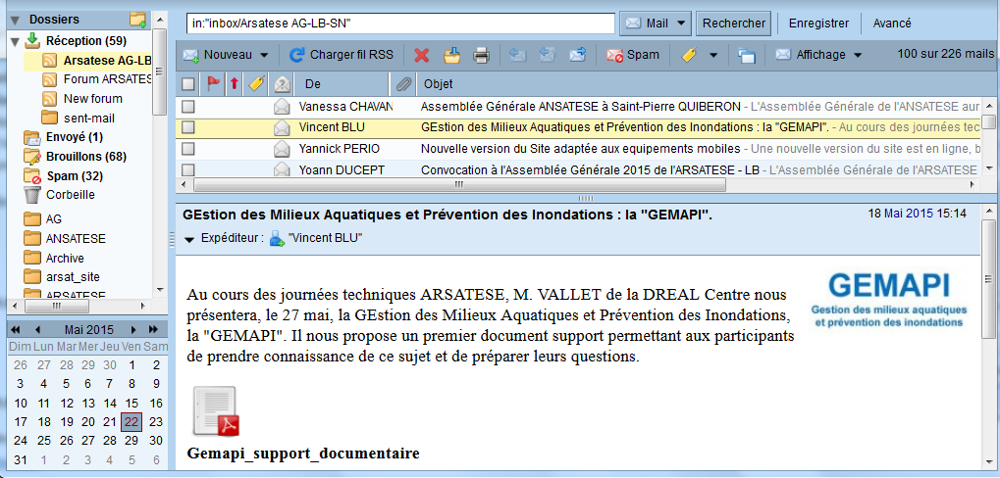 Dossiers
in:"inbox/Arsatese AG-LB-SN"
Mail
Rechercher
Enregistrer
Avancé
Réception (59)
Arsatese AG-LB
Forum ARSATES
New forum
sent-mail
Envoyé (1)
Brouillons (68)
Spam (32)
Corbeille
AG
ANSATESE
Archive
arsat_site
ARSATESE
Nouveau
Charger fil RSS
Spam
Affichage
100 sur 226 mails
De Objet
Vanessa CHAVAN Assemblée Générale ANSATESE à Saint-Pierre QUIBERON - L'Assemblée Générale de l'ANSATESE aur
Vincent BLU GEstion des Milieux Aquatiques et Prévention des Inondations : la "GEMAPI". - Au cours des journées tec
Yannick PERIO Nouvelle version du Site adaptée aux equipements mobiles - Une nouvelle version du site est en ligne, b
Yoann DUCEPT Convocation à l'Assemblée Générale 2015 de l'ARSATESE - LB - L'Assemblée Générale de l'ARSATESE
GEstion des Milieux Aquatiques et Prévention des Inondations : la "GEMAPI".
18 Mai 2015 15:14
Expéditeur : "Vincent BLU"
Au cours des journées techniques ARSATESE, M. VALLET de la DREAL Centre nous
présentera, le 27 mai, la GEstion des Milieux Aquatiques et Prévention des Inondations,
la "GEMAPI". Il nous propose un premier document support permettant aux participants
de prendre connaissance de ce sujet et de préparer leurs questions.
GEMAPI
Gestion des milieux aquatiques
et prévention des inondations
Gemapi_support_documentaire
Mai 2015
Dim Lun Mar Mer Jeu Ven Sam
26 27 28 29 30 1 2
3 4 5 6 7 8 9
10 11 12 13 14 15 16
17 18 19 20 21 22 23
24 25 26 27 28 29 30
31 1 2 3 4 5 6